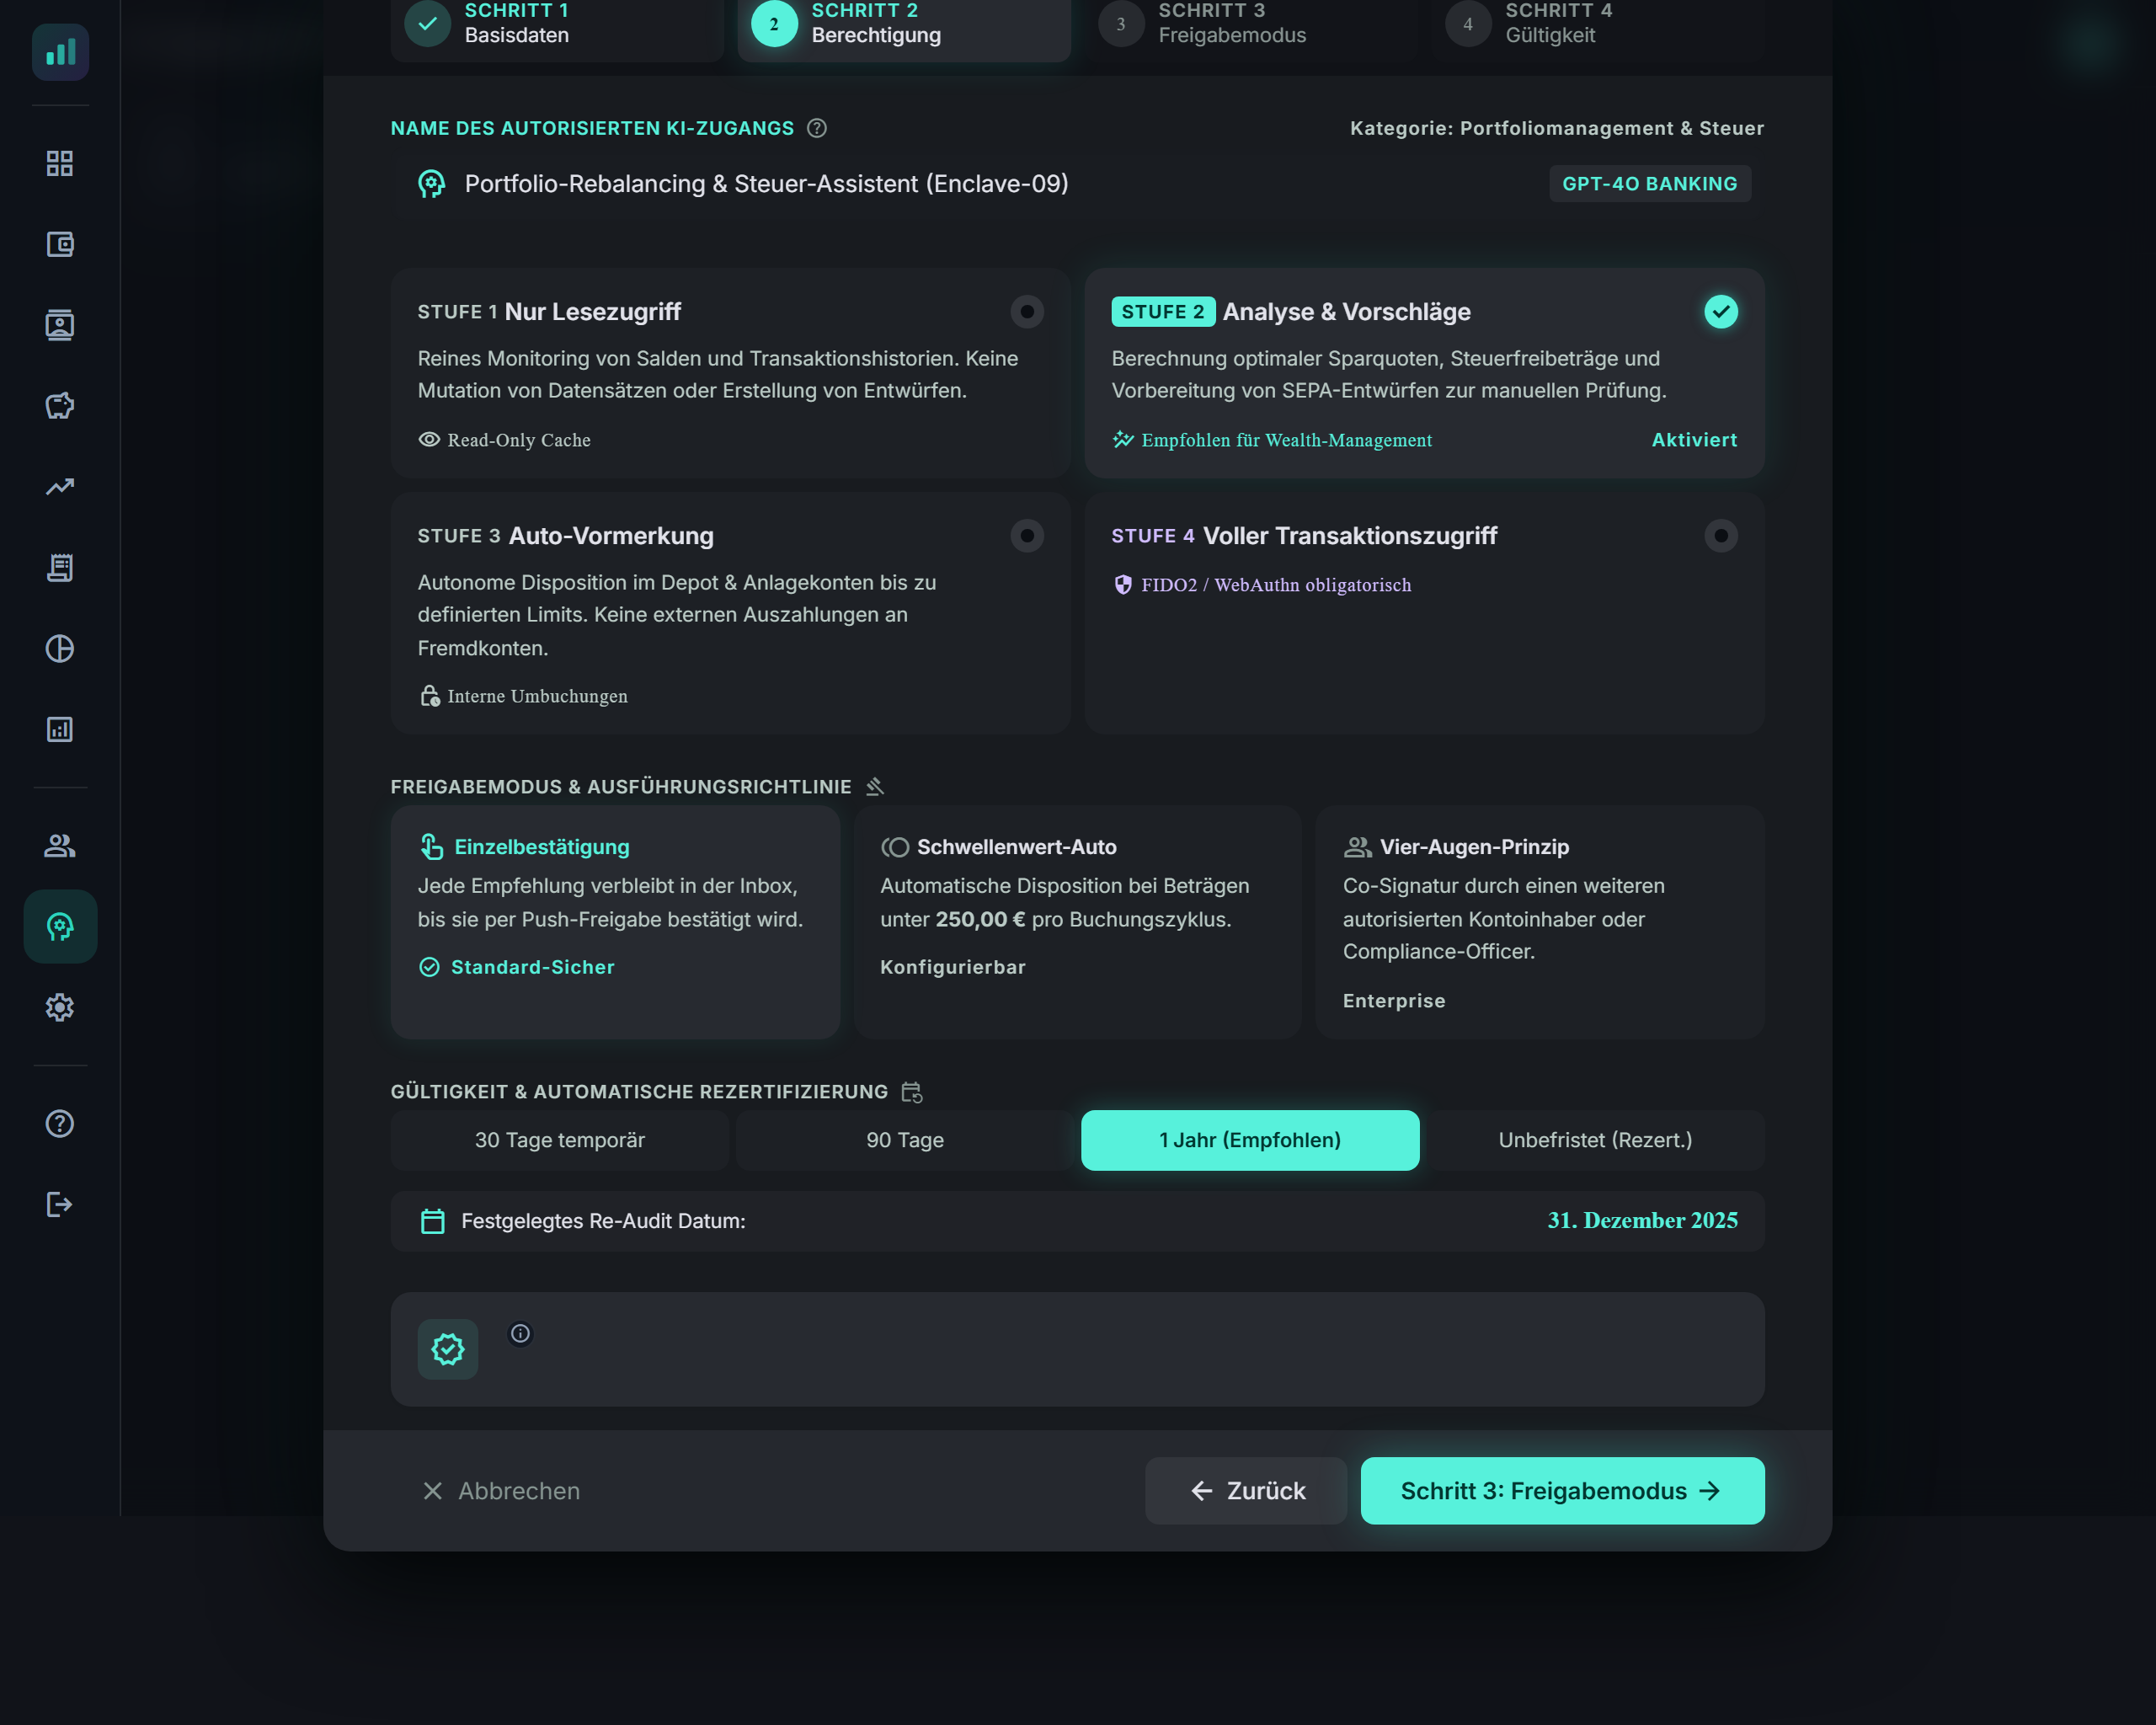 SCHRITT 1
Basisdaten
2
SCHRITT 2
Berechtigung
3
SCHRITT 3
Freigabemodus
4
SCHRITT 4
Gültigkeit
NAME DES AUTORISIERTEN KI-ZUGANGS
Kategorie: Portfoliomanagement & Steuer
Portfolio-Rebalancing & Steuer-Assistent (Enclave-09)
GPT-4O BANKING
STUFE 1 Nur Lesezugriff
Reines Monitoring von Salden und Transaktionshistorien. Keine
Mutation von Datensätzen oder Erstellung von Entwürfen.
Read-Only Cache
STUFE 2 Analyse & Vorschläge
Berechnung optimaler Sparquoten, Steuerfreibeträge und
Vorbereitung von SEPA-Entwürfen zur manuellen Prüfung.
Empfohlen für Wealth-Management
Aktiviert
STUFE 3 Auto-Vormerkung
Autonome Disposition im Depot & Anlagekonten bis zu
definierten Limits. Keine externen Auszahlungen an
Fremdkonten.
Interne Umbuchungen
STUFE 4 Voller Transaktionszugriff
FIDO2 / WebAuthn obligatorisch
FREIGABEMODUS & AUSFÜHRUNGSRICHTLINIE
Einzelbestätigung
Jede Empfehlung verbleibt in der Inbox,
bis sie per Push-Freigabe bestätigt wird.
Standard-Sicher
Schwellenwert-Auto
Automatische Disposition bei Beträgen
unter 250,00 € pro Buchungszyklus.
Konfigurierbar
Vier-Augen-Prinzip
Co-Signatur durch einen weiteren
autorisierten Kontoinhaber oder
Compliance-Officer.
Enterprise
GÜLTIGKEIT & AUTOMATISCHE REZERTIFIZIERUNG
30 Tage temporär
90 Tage
1 Jahr (Empfohlen)
Unbefristet (Rezert.)
Festgelegtes Re-Audit Datum:
31. Dezember 2025
Abbrechen
Zurück
Schritt 3: Freigabemodus